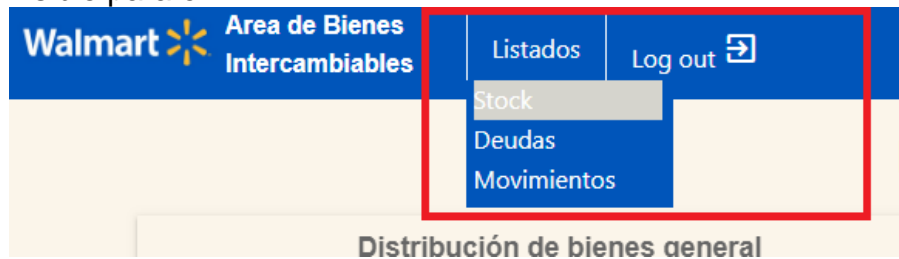 Walmart
Area de Bienes
Intercambiables
Listados
Log out
Stock
Deudas
Movimientos
Distribución de bienes general